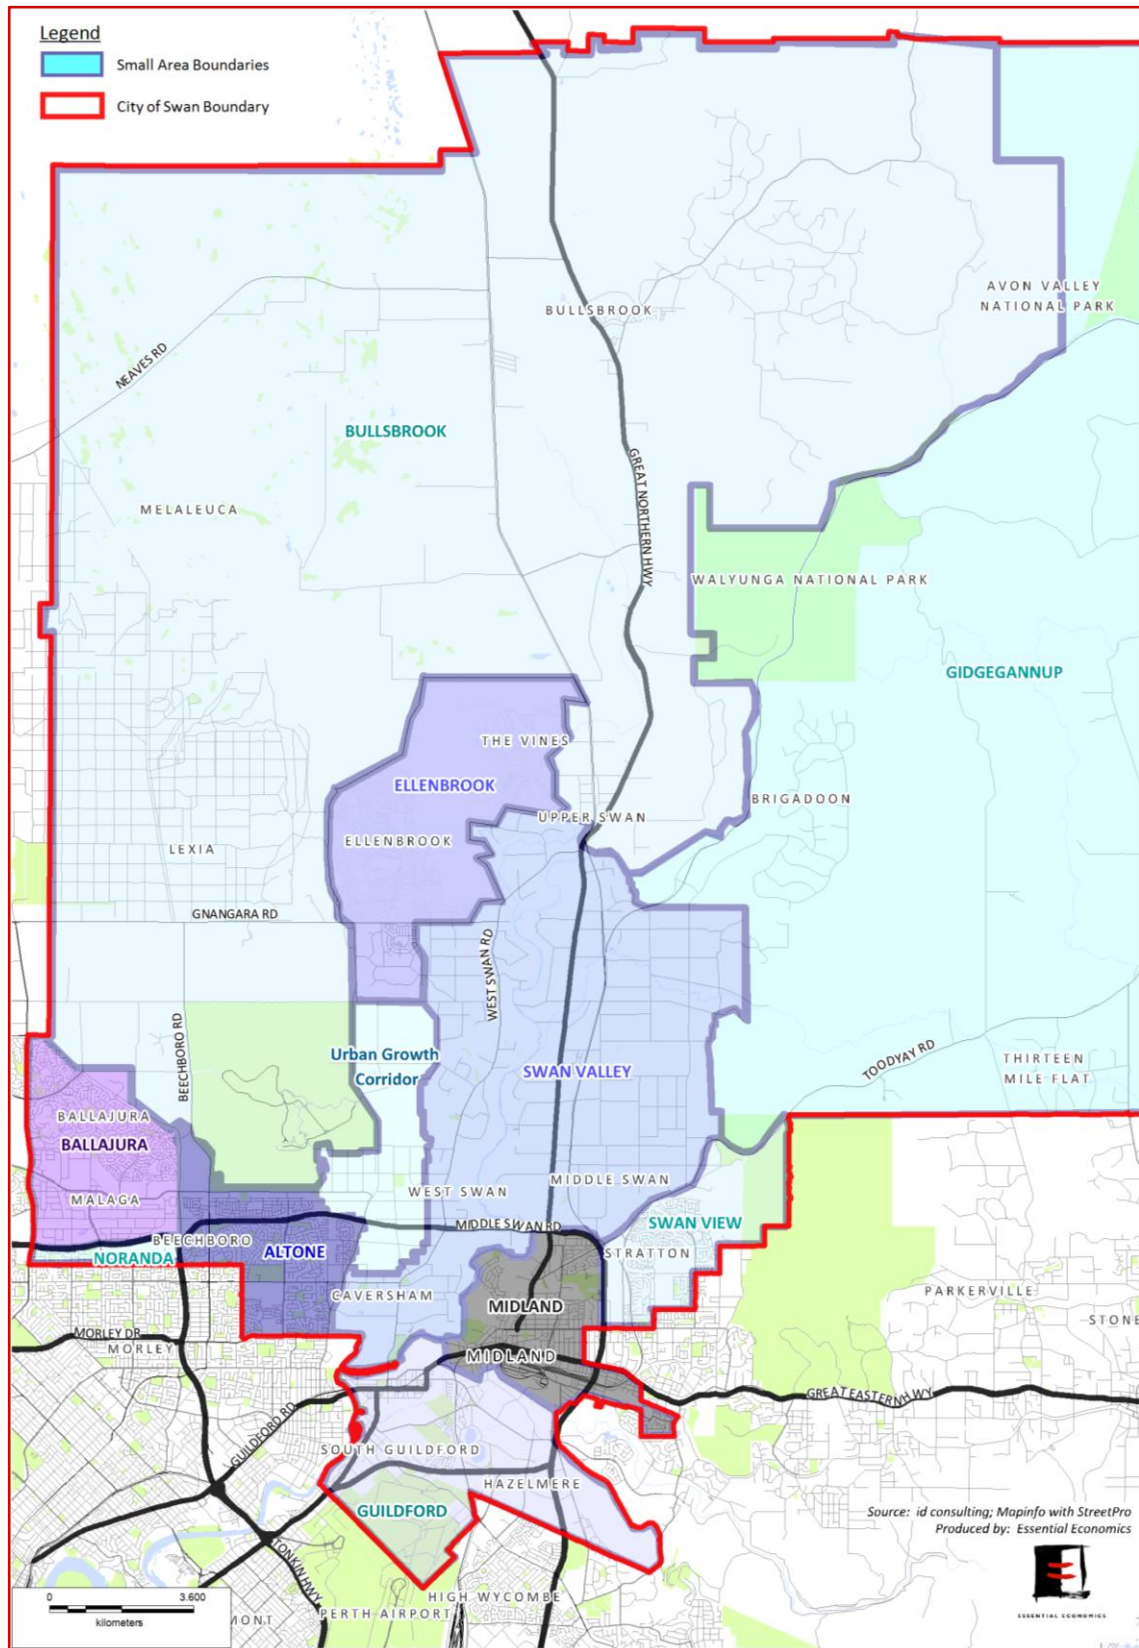 Legend
Small Area Boundaries
City of Swan Boundary
AVON VALLEY
NATIONAL PARK
BULLSBROOK
NEAVES RD
BULLSBROOK
GREAT NORTHERN HWY
MELALEUCA
WALYUNGA NATIONAL PARK
GIDGEGANNUP
THE VINES
ELLENBROOK
BRIGADOON
UPPER SWAN
ELLENBROOK
LEXIA
GNANGARA RD
WEST SWAN RD
BEECHBORO RD
Urban Growth
Corridor
SWAN VALLEY
TOODYAY RD
THIRTEEN
MILE FLAT
BALLAJURA
BALLAJURA
MALAGA
WEST SWAN
MIDDLE SWAN
MIDDLE SWAN RD
SWAN VIEW
BEECHBORO
NORANDA
ALTONE
STRATTON
CAVERSHAM
MIDLAND
PARKERVILLE
STONE
MORLEY DR
MORLEY
MIDLAND
GREAT EASTERN HWY
GUILDFORD RD
SOUTH GUILDFORD
HAZELMERE
GUILDFORD
TONKIN HWY
HIGH WYCOMBE
PERTH AIRPORT
MONT
0 3.600
kilometers
Source: id consulting; Mapinfo with StreetPro
Produced by: Essential Economics
ESSENTIAL ECONOMICS